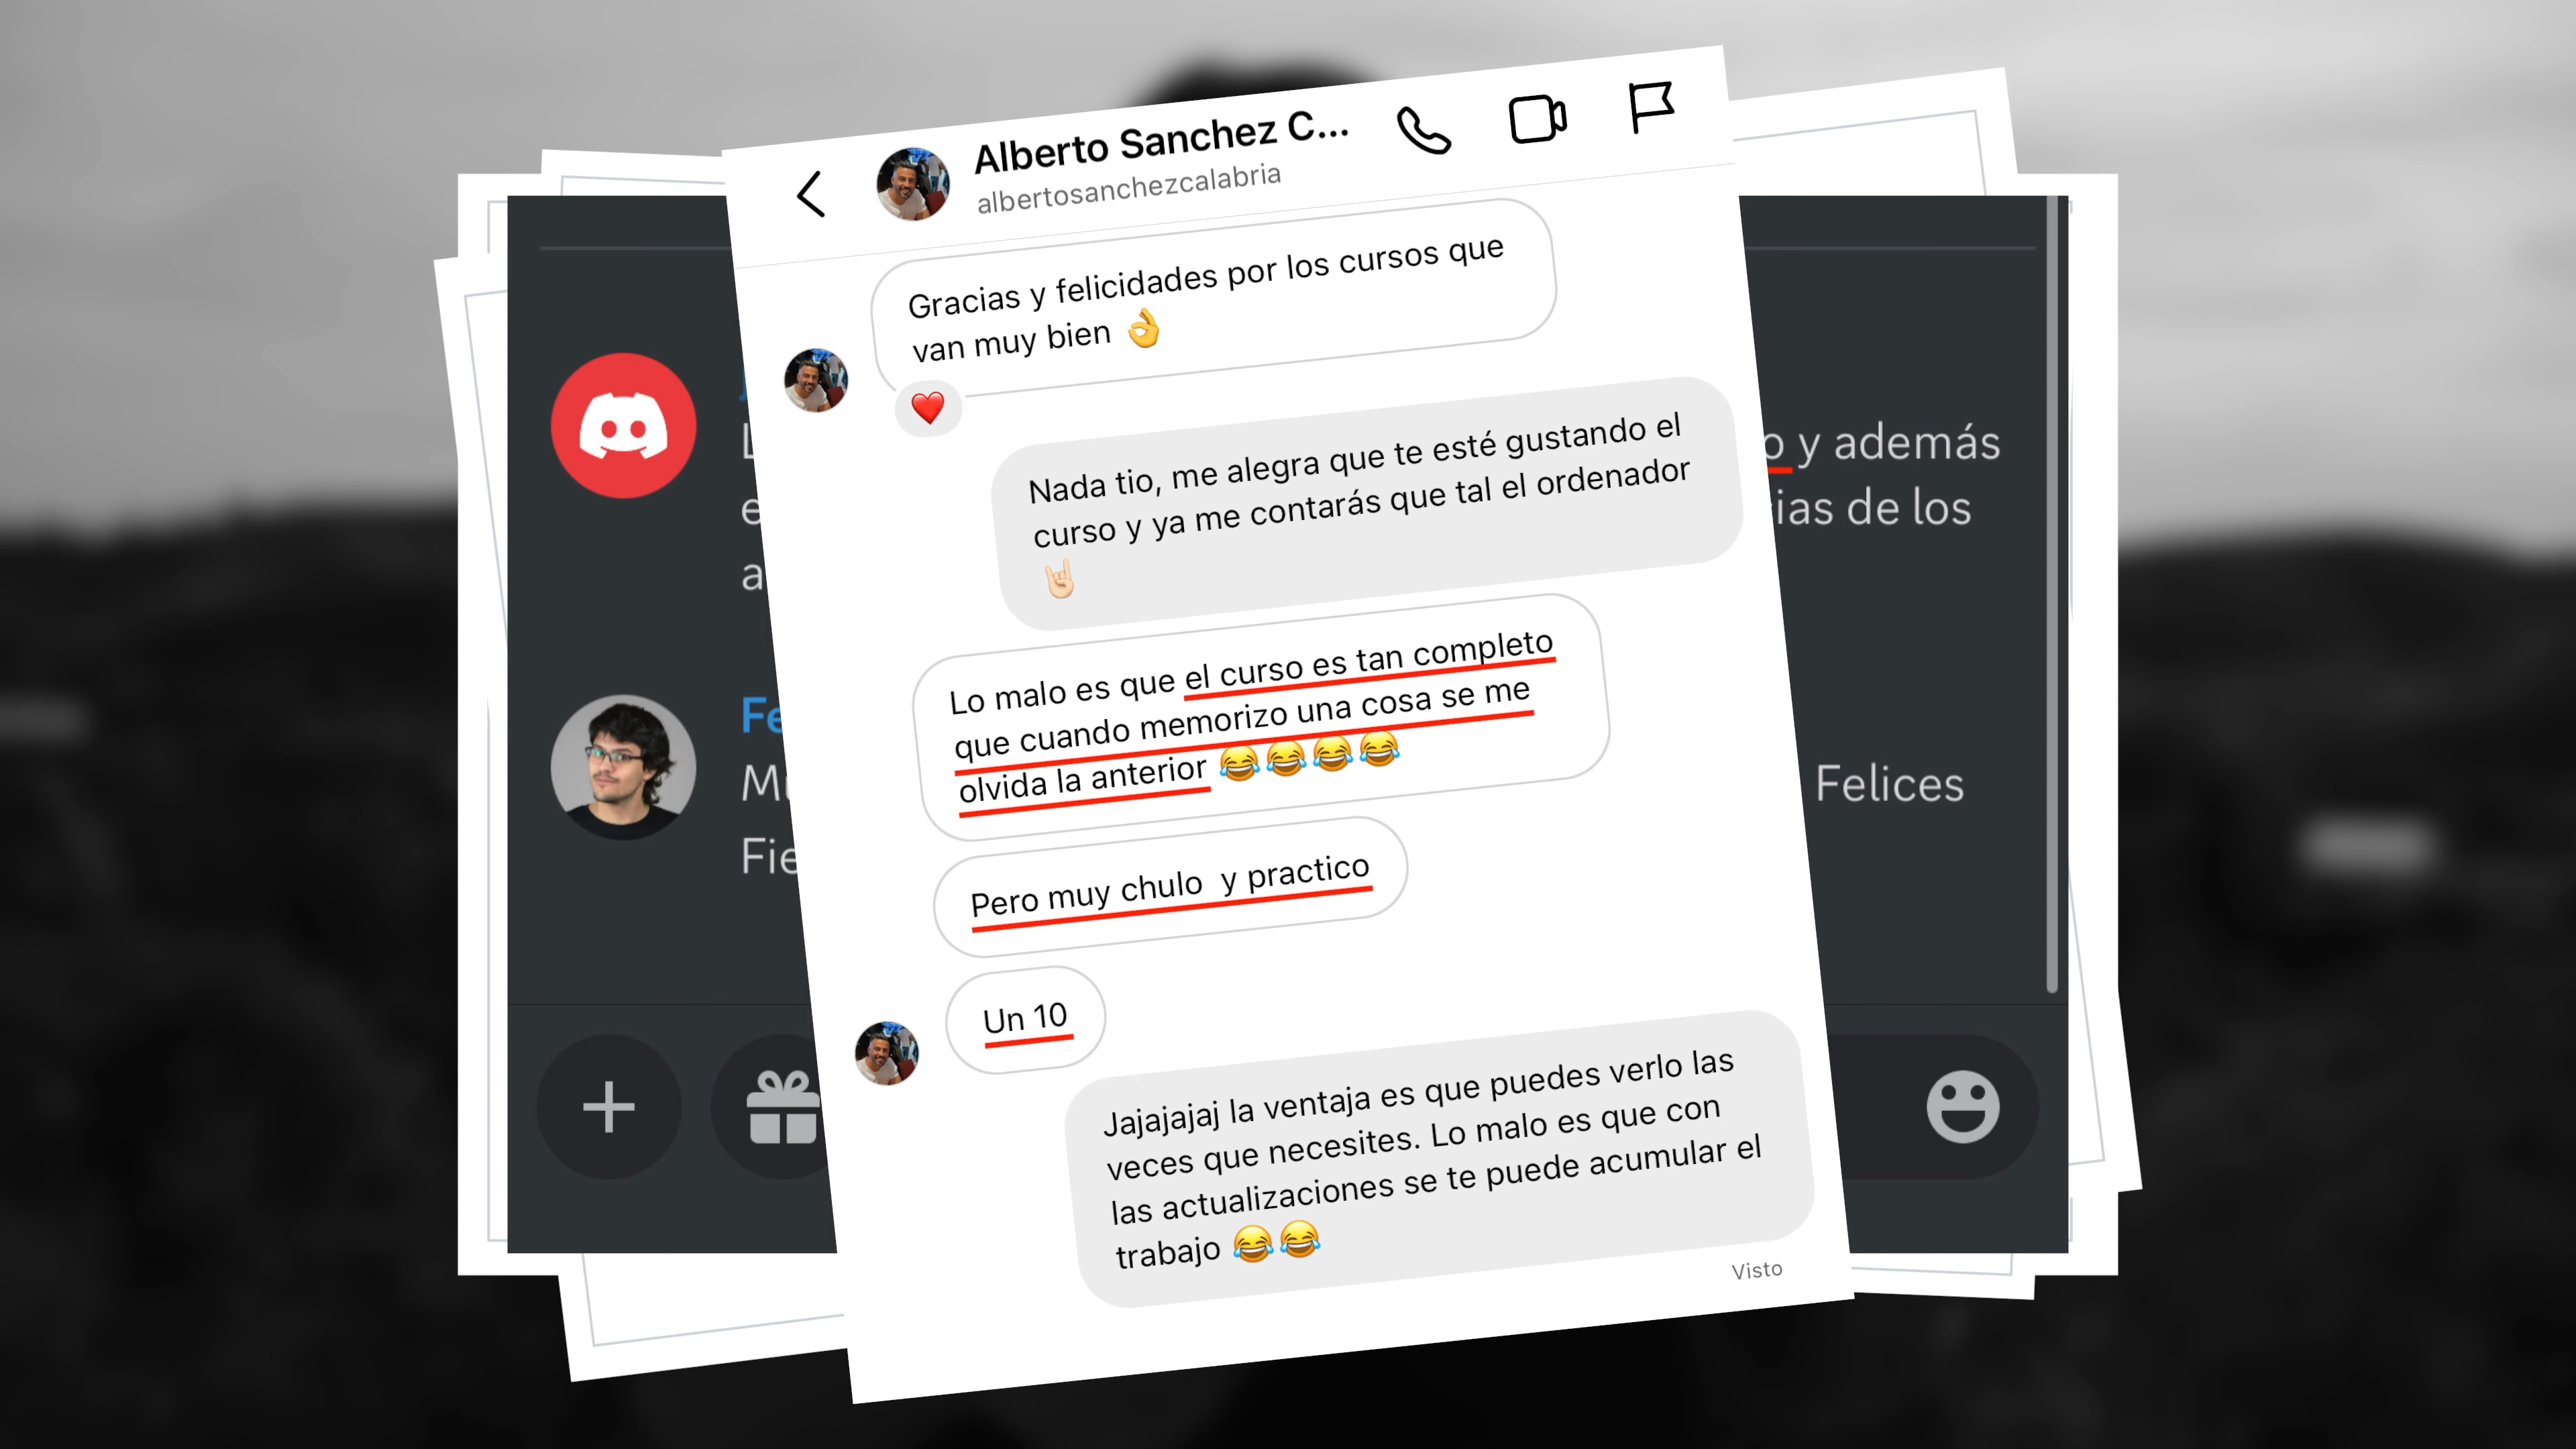 Alberto Sanchez C...
albertosanchezcalabria
Gracias y felicidades por los cursos que
van muy bien 👌
❤️
Nada tio, me alegra que te esté gustando el
curso y ya me contarás que tal el ordenador
🤘🏻
Lo malo es que el curso es tan completo
que cuando memorizo una cosa se me
olvida la anterior 😂😂😂😂
Pero muy chulo y practico
Un 10
Jajajajaj la ventaja es que puedes verlo las
veces que necesites. Lo malo es que con
las actualizaciones se te puede acumular el
trabajo 😂😂
Visto
y además
de los
Felices